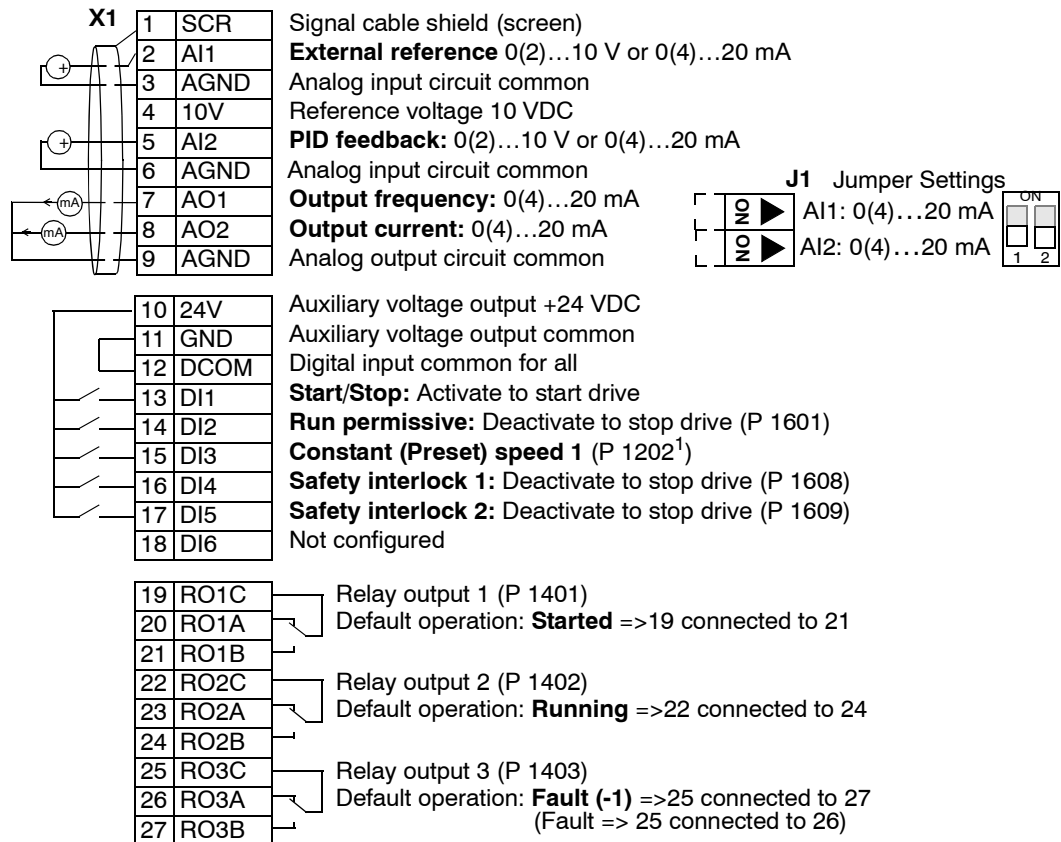 X1
1 SCR Signal cable shield (screen)
2 AI1 External reference 0(2)…10 V or 0(4)…20 mA
3 AGND Analog input circuit common
4 10V Reference voltage 10 VDC
5 AI2 PID feedback: 0(2)…10 V or 0(4)…20 mA
6 AGND Analog input circuit common
7 AO1 Output frequency: 0(4)…20 mA
8 AO2 Output current: 0(4)…20 mA
9 AGND Analog output circuit common
+
+
mA
mA
J1 Jumper Settings
ON AI1: 0(4)…20 mA
ON AI2: 0(4)…20 mA
ON
1 2
10 24V Auxiliary voltage output +24 VDC
11 GND Auxiliary voltage output common
12 DCOM Digital input common for all
13 DI1 Start/Stop: Activate to start drive
14 DI2 Run permissive: Deactivate to stop drive (P 1601)
15 DI3 Constant (Preset) speed 1 (P 1202¹)
16 DI4 Safety interlock 1: Deactivate to stop drive (P 1608)
17 DI5 Safety interlock 2: Deactivate to stop drive (P 1609)
18 DI6 Not configured
19 RO1C Relay output 1 (P 1401)
20 RO1A Default operation: Started =>19 connected to 21
21 RO1B
22 RO2C Relay output 2 (P 1402)
23 RO2A Default operation: Running =>22 connected to 24
24 RO2B
25 RO3C Relay output 3 (P 1403)
26 RO3A Default operation: Fault (-1) =>25 connected to 27
27 RO3B (Fault => 25 connected to 26)